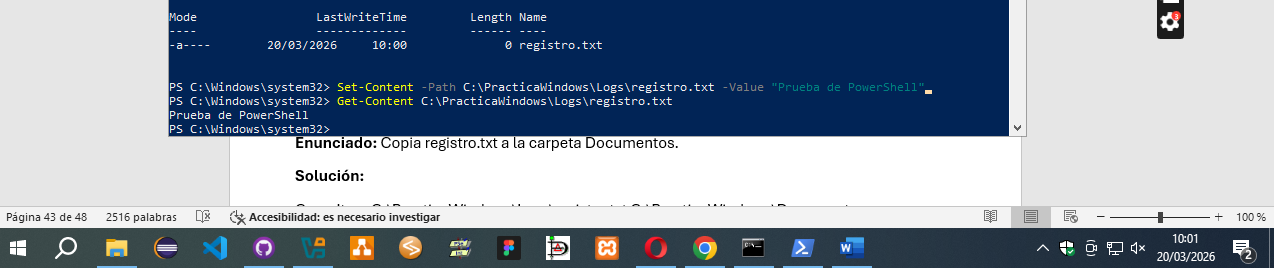 Mode LastWriteTime Length Name
---- ------------- ------ ----
-a---- 20/03/2026 10:00 0 registro.txt
PS C:\Windows\system32> Set-Content -Path C:\PracticaWindows\Logs\registro.txt -Value "Prueba de PowerShell"
PS C:\Windows\system32> Get-Content C:\PracticaWindows\Logs\registro.txt
Prueba de PowerShell
PS C:\Windows\system32>
Enunciado: Copia registro.txt a la carpeta Documentos.
Solución:
Página 43 de 48 2516 palabras Accesibilidad: es necesario investigar 100 %
10:01
20/03/2026
2